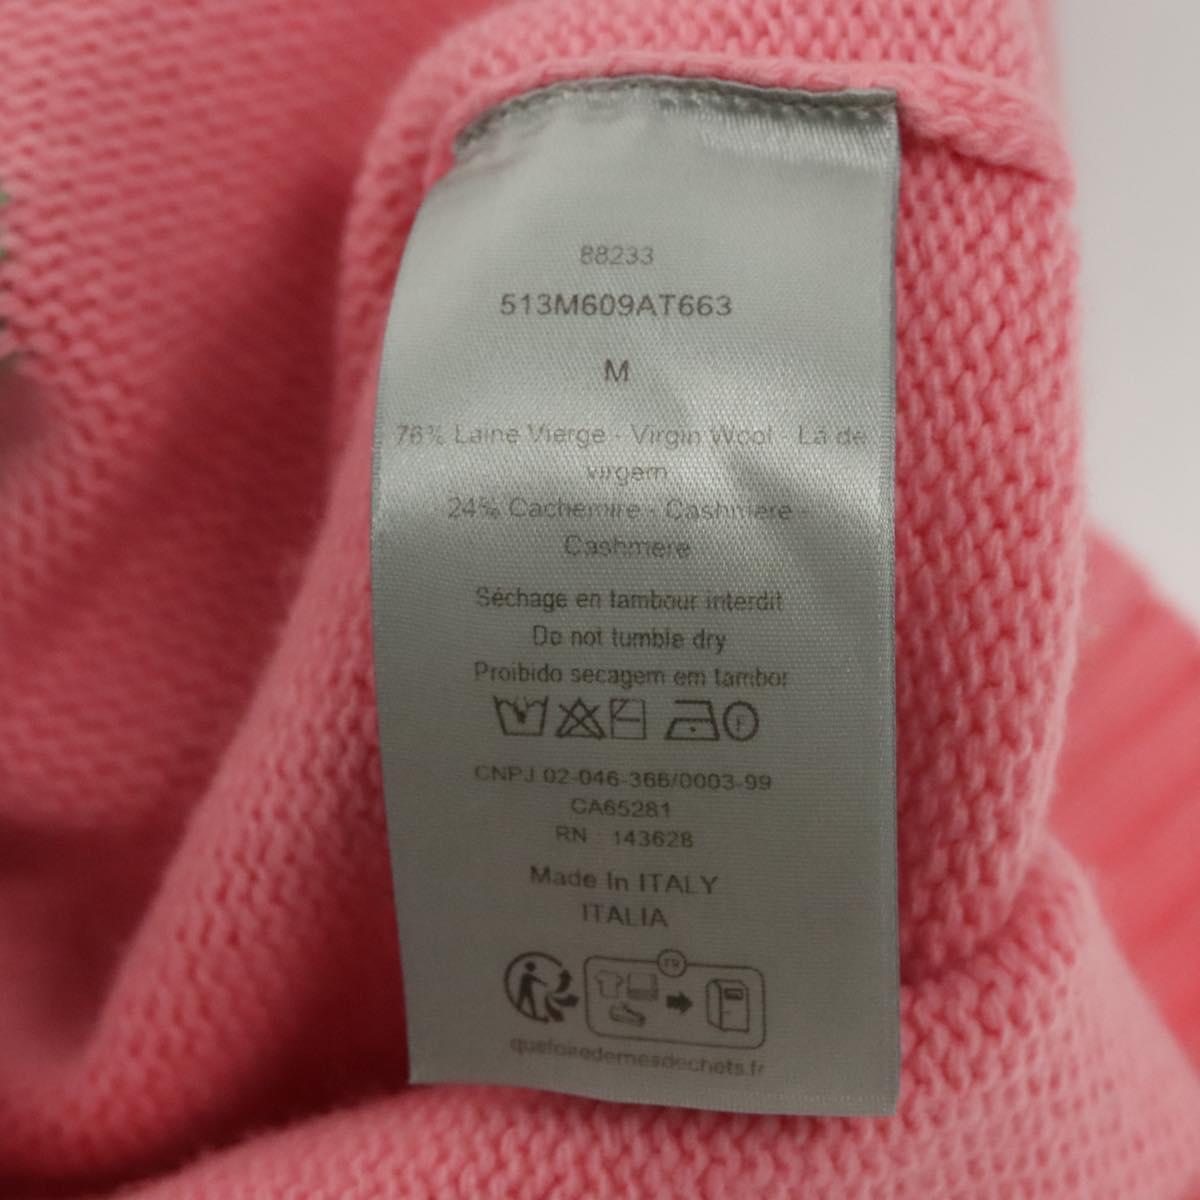 88233
513M609AT663
M
76% Laine Vierge - Virgin Wool - Lã de
virgem
24% Cachemire - Cashmere -
Cashmere
Séchage en tambour interdit
Do not tumble dry
Proibido secagem em tambor
F
CNPJ 02-046-366/0003-99
CA65281
RN : 143628
Made In ITALY
ITALIA
FR
quefairedemesdechets.fr